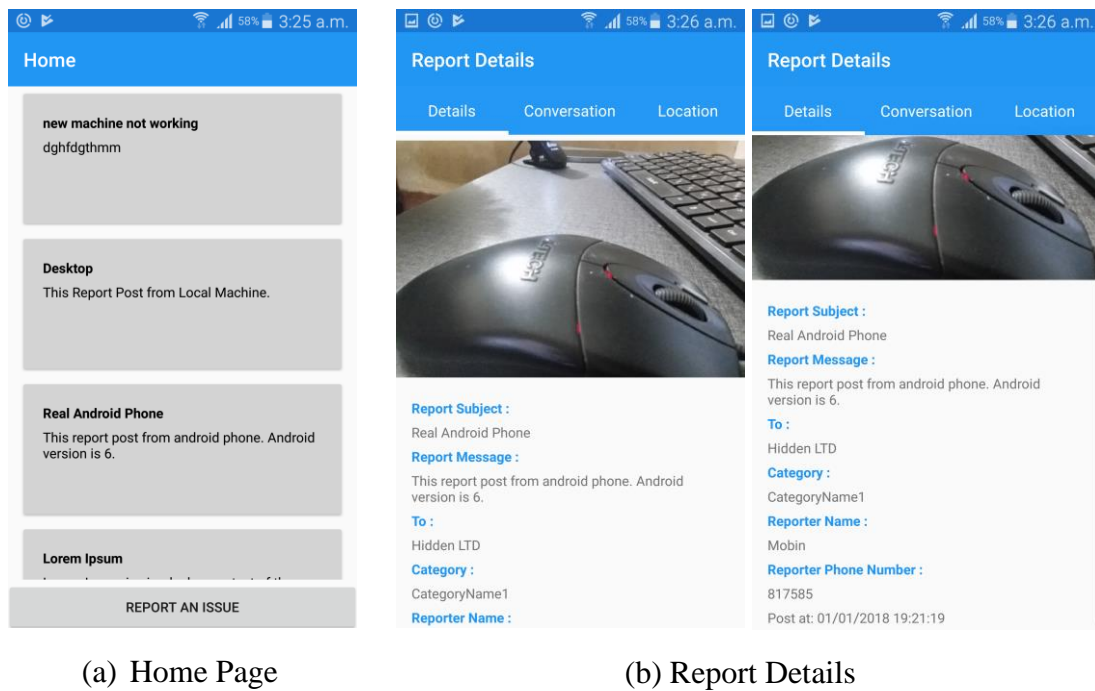 58% 3:25 a.m.
Home
new machine not working
dghfdgthmm
Desktop
This Report Post from Local Machine.
Real Android Phone
This report post from android phone. Android
version is 6.
Lorem Ipsum
REPORT AN ISSUE
(a) Home Page
58% 3:26 a.m.
Report Details
Details Conversation Location
A4TECH
Report Subject :
Real Android Phone
Report Message :
This report post from android phone. Android
version is 6.
To :
Hidden LTD
Category :
CategoryName1
Reporter Name :
58% 3:26 a.m.
Report Details
Details Conversation Location
A4TECH
Report Subject :
Real Android Phone
Report Message :
This report post from android phone. Android
version is 6.
To :
Hidden LTD
Category :
CategoryName1
Reporter Name :
Mobin
Reporter Phone Number :
817585
Post at: 01/01/2018 19:21:19
(b) Report Details